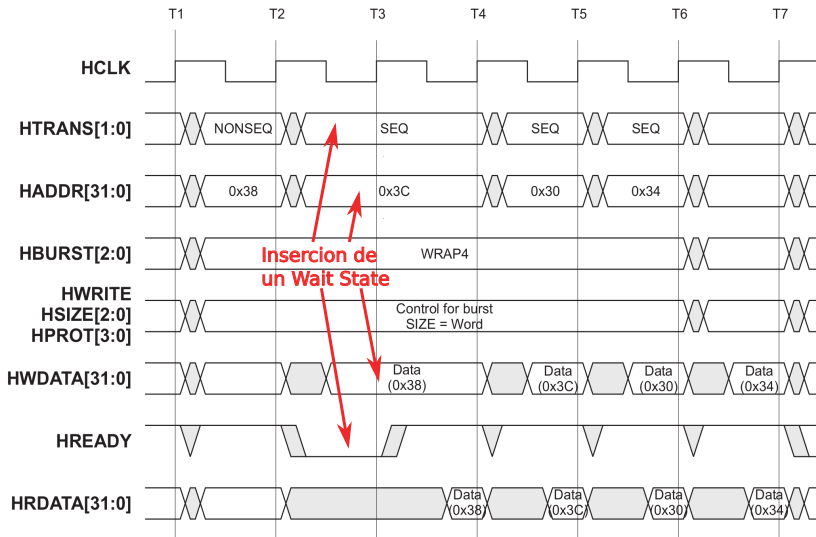 T1 T2 T3 T4 T5 T6 T7
HCLK
HTRANS[1:0] NONSEQ SEQ SEQ SEQ
HADDR[31:0] 0x38 0x3C 0x30 0x34
HBURST[2:0] WRAP4
Insercion de
un Wait State
HWRITE
HSIZE[2:0]
HPROT[3:0]
Control for burst
SIZE = Word
HWDATA[31:0]
Data
(0x38)
Data
(0x3C)
Data
(0x30)
Data
(0x34)
HREADY
HRDATA[31:0]
Data
(0x38)
Data
(0x3C)
Data
(0x30)
Data
(0x34)